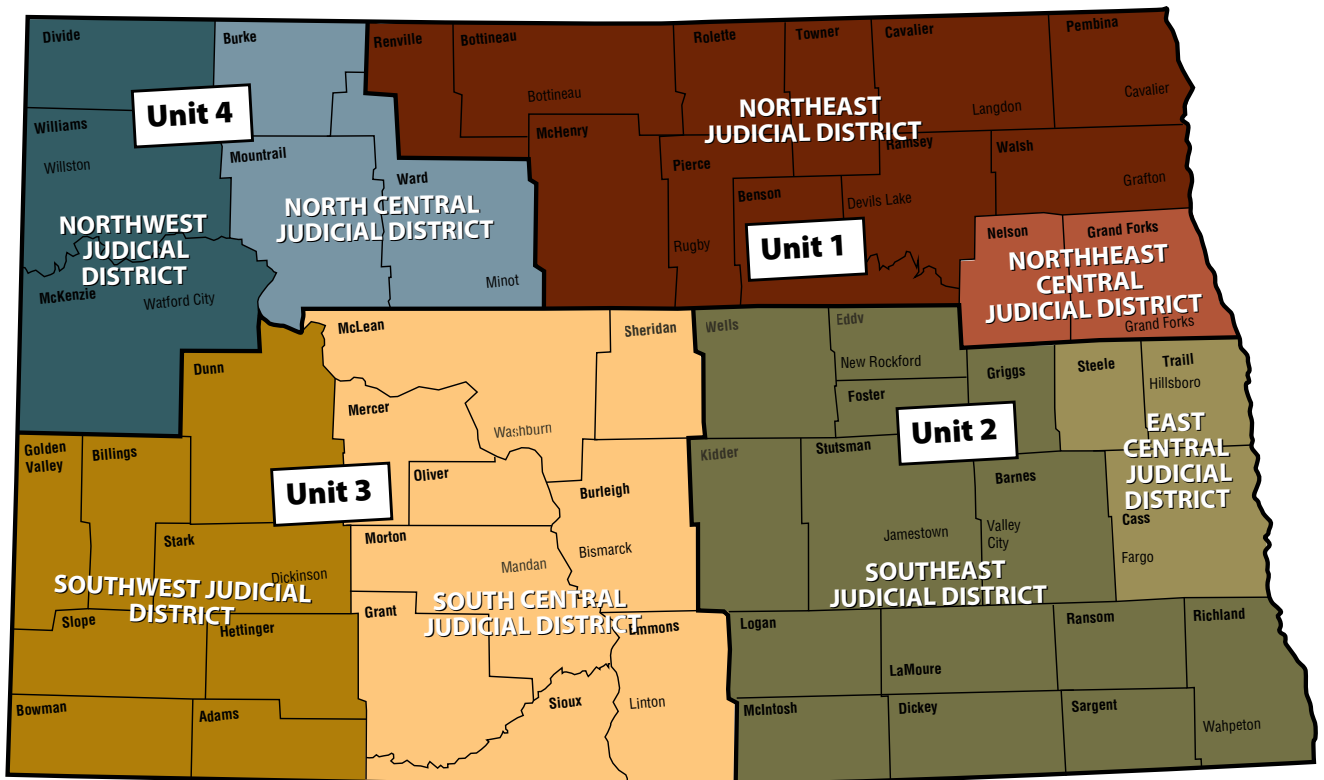 Divide
Burke
Renville
Bottineau
Rolette
Towner
Cavalier
Pembina
Unit 4
Bottineau
NORTHEAST
JUDICIAL DISTRICT
Langdon
Cavalier
Williams
Willston
Mountrail
McHenry
Pierce
Ramsey
Walsh
Ward
Benson
Devils Lake
Grafton
NORTHWEST
JUDICIAL
DISTRICT
NORTH CENTRAL
JUDICIAL DISTRICT
Rugby
Unit 1
Nelson
Grand Forks
NORTHHEAST
CENTRAL
JUDICIAL DISTRICT
Grand Forks
McKenzie
Watford City
Minot
McLean
Sheridan
Wells
Eddv
New Rockford
Dunn
Mercer
Foster
Griggs
Steele
Traill
Hillsboro
Washburn
Unit 2
EAST
CENTRAL
JUDICIAL
DISTRICT
Golden
Valley
Billings
Kidder
Stutsman
Unit 3
Oliver
Burleigh
Barnes
Cass
Fargo
Stark
Dickinson
Morton
Mandan
Bismarck
Jamestown
Valley
City
SOUTHWEST JUDICIAL
DISTRICT
SOUTH CENTRAL
JUDICIAL DISTRICT
SOUTHEAST
JUDICIAL DISTRICT
Slope
Hettinger
Grant
Emmons
Logan
LaMoure
Ransom
Richland
Bowman
Adams
Sioux
Linton
McIntosh
Dickey
Sargent
Wahpeton